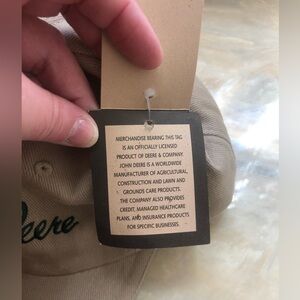 MERCHANDISE BEARING THIS TAG
IS AN OFFICIALLY LICENSED
PRODUCT OF DEERE & COMPANY.
JOHN DEERE IS A WORLDWIDE
MANUFACTURER OF AGRICULTURAL,
CONSTRUCTION AND LAWN AND
GROUNDS CARE PRODUCTS.
THE COMPANY ALSO PROVIDES
CREDIT, MANAGED HEALTHCARE
PLANS, AND INSURANCE PRODUCTS
FOR SPECIFIC BUSINESSES.
Deere